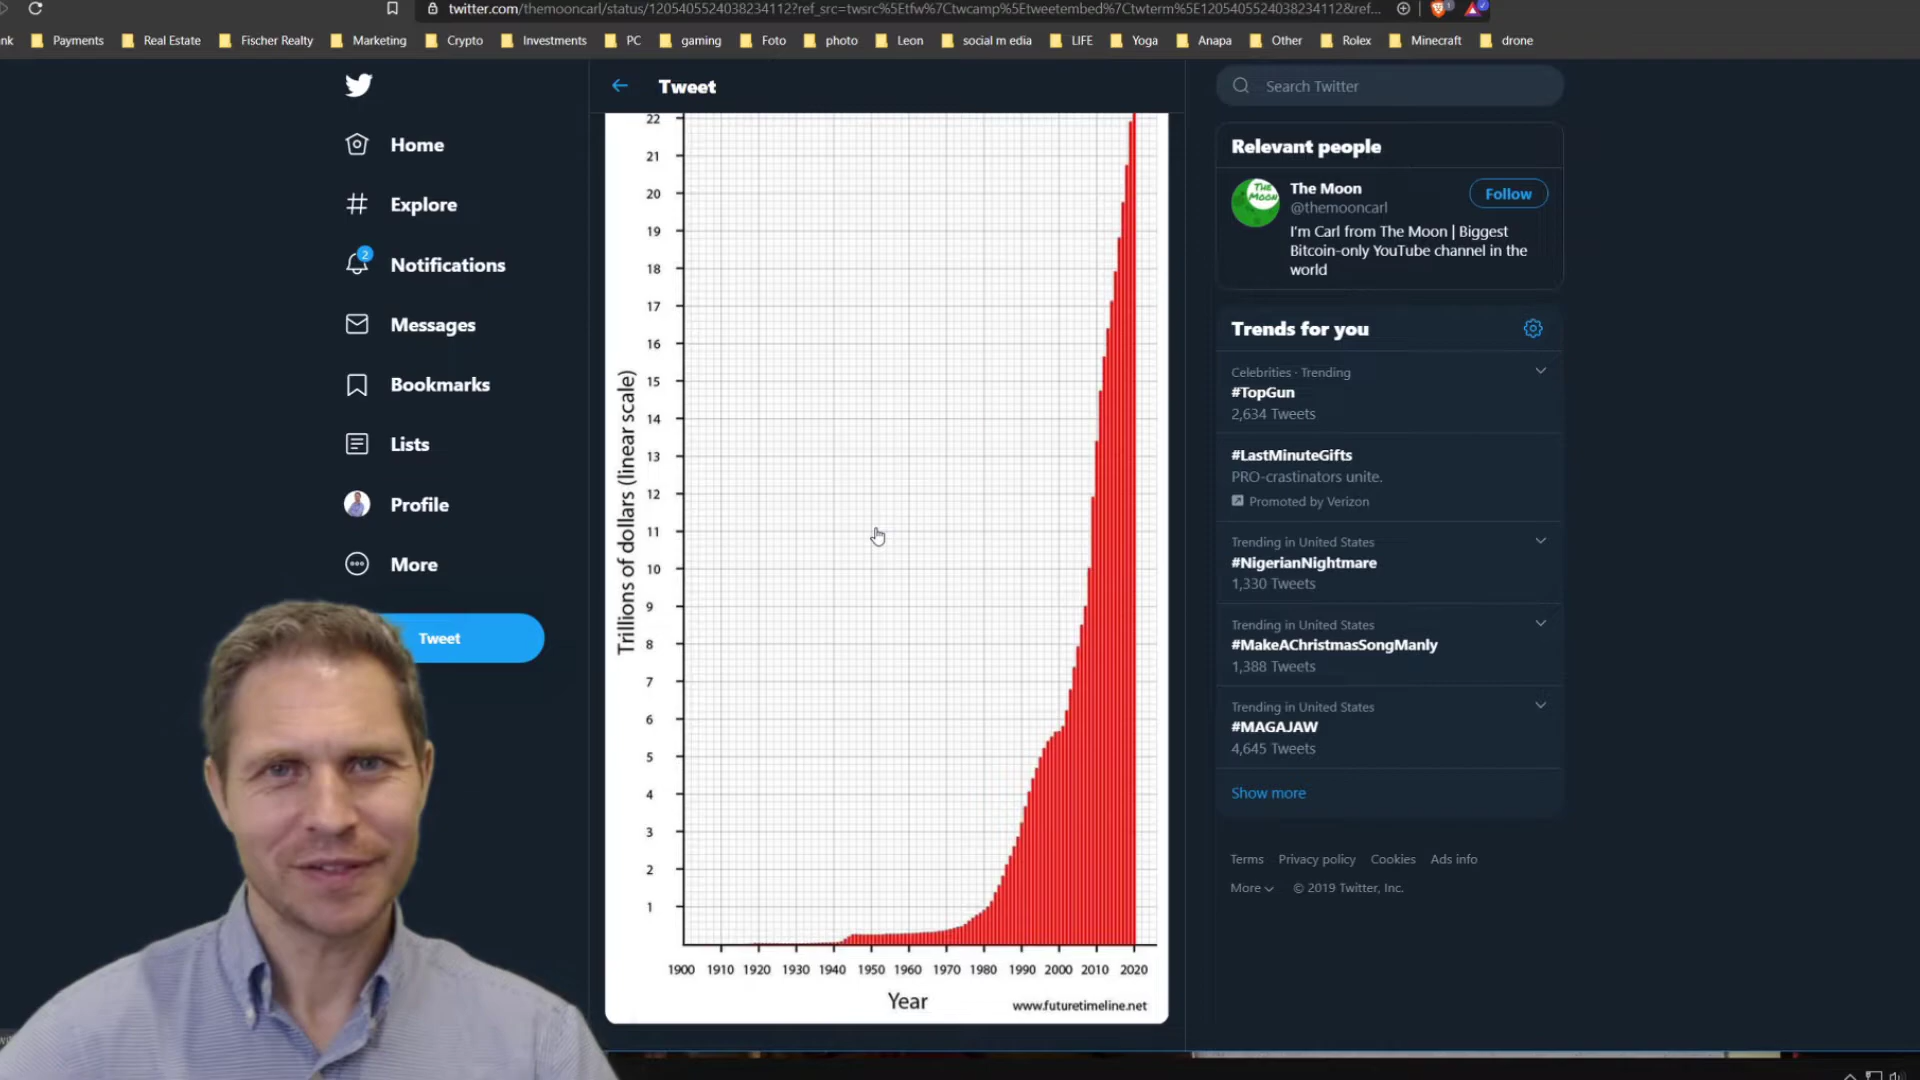 twitter.com/themooncarl/status/1205405524038234112?ref_src=twsrc%5Etfw%7Ctwcamp%5Etweetembed%7Ctwterm%5E1205405524038234112&ref...
Payments
Real Estate
Fischer Realty
Marketing
Crypto
Investments
PC
gaming
Foto
photo
Leon
social m edia
LIFE
Yoga
Anapa
Other
Rolex
Minecraft
drone
Home
Explore
2
Notifications
Messages
Bookmarks
Lists
Profile
More
Tweet
Tweet
22
21
20
19
18
17
16
15
14
13
12
11
10
9
8
7
6
5
4
3
2
1
Trillions of dollars (linear scale)
1900 1910 1920 1930 1940 1950 1960 1970 1980 1990 2000 2010 2020
Year
www.futuretimeline.net
Search Twitter
Relevant people
THE MOON
The Moon
@themooncarl
Follow
I'm Carl from The Moon | Biggest
Bitcoin-only YouTube channel in the
world
Trends for you
Celebrities · Trending
#TopGun
2,634 Tweets
#LastMinuteGifts
PRO-crastinators unite.
Promoted by Verizon
Trending in United States
#NigerianNightmare
1,330 Tweets
Trending in United States
#MakeAChristmasSongManly
1,388 Tweets
Trending in United States
#MAGAJAW
4,645 Tweets
Show more
Terms Privacy policy Cookies Ads info
More © 2019 Twitter, Inc.